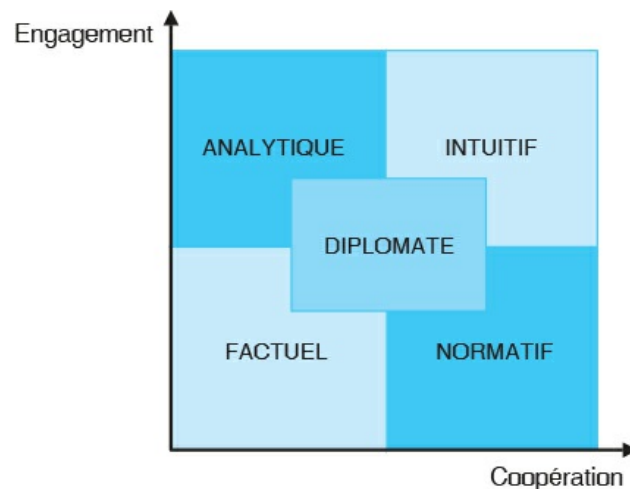 Engagement
ANALYTIQUE
INTUITIF
DIPLOMATE
FACTUEL
NORMATIF
Coopération